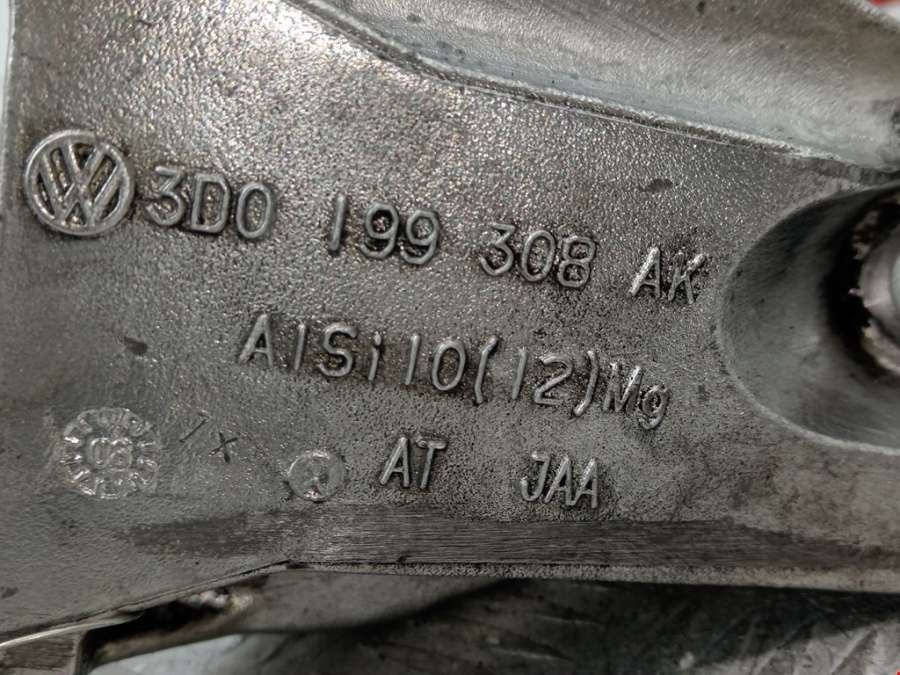 3D0 199 308 AK
AlSi10(12)Mg
AT JAA